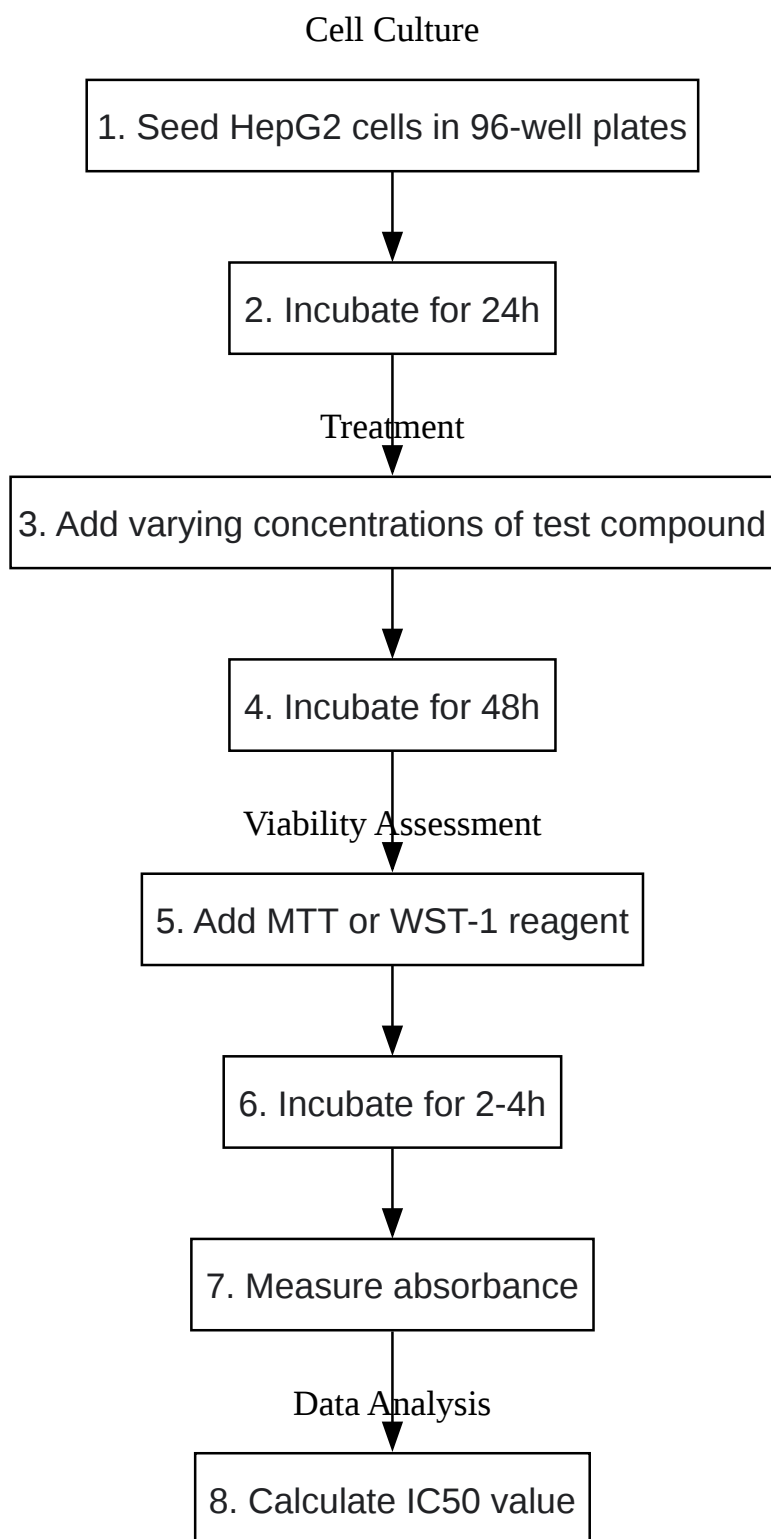 Cell Culture
1. Seed HepG2 cells in 96-well plates
2. Incubate for 24h
Treatment
3. Add varying concentrations of test compound
4. Incubate for 48h
Viability Assessment
5. Add MTT or WST-1 reagent
6. Incubate for 2-4h
7. Measure absorbance
Data Analysis
8. Calculate IC50 value